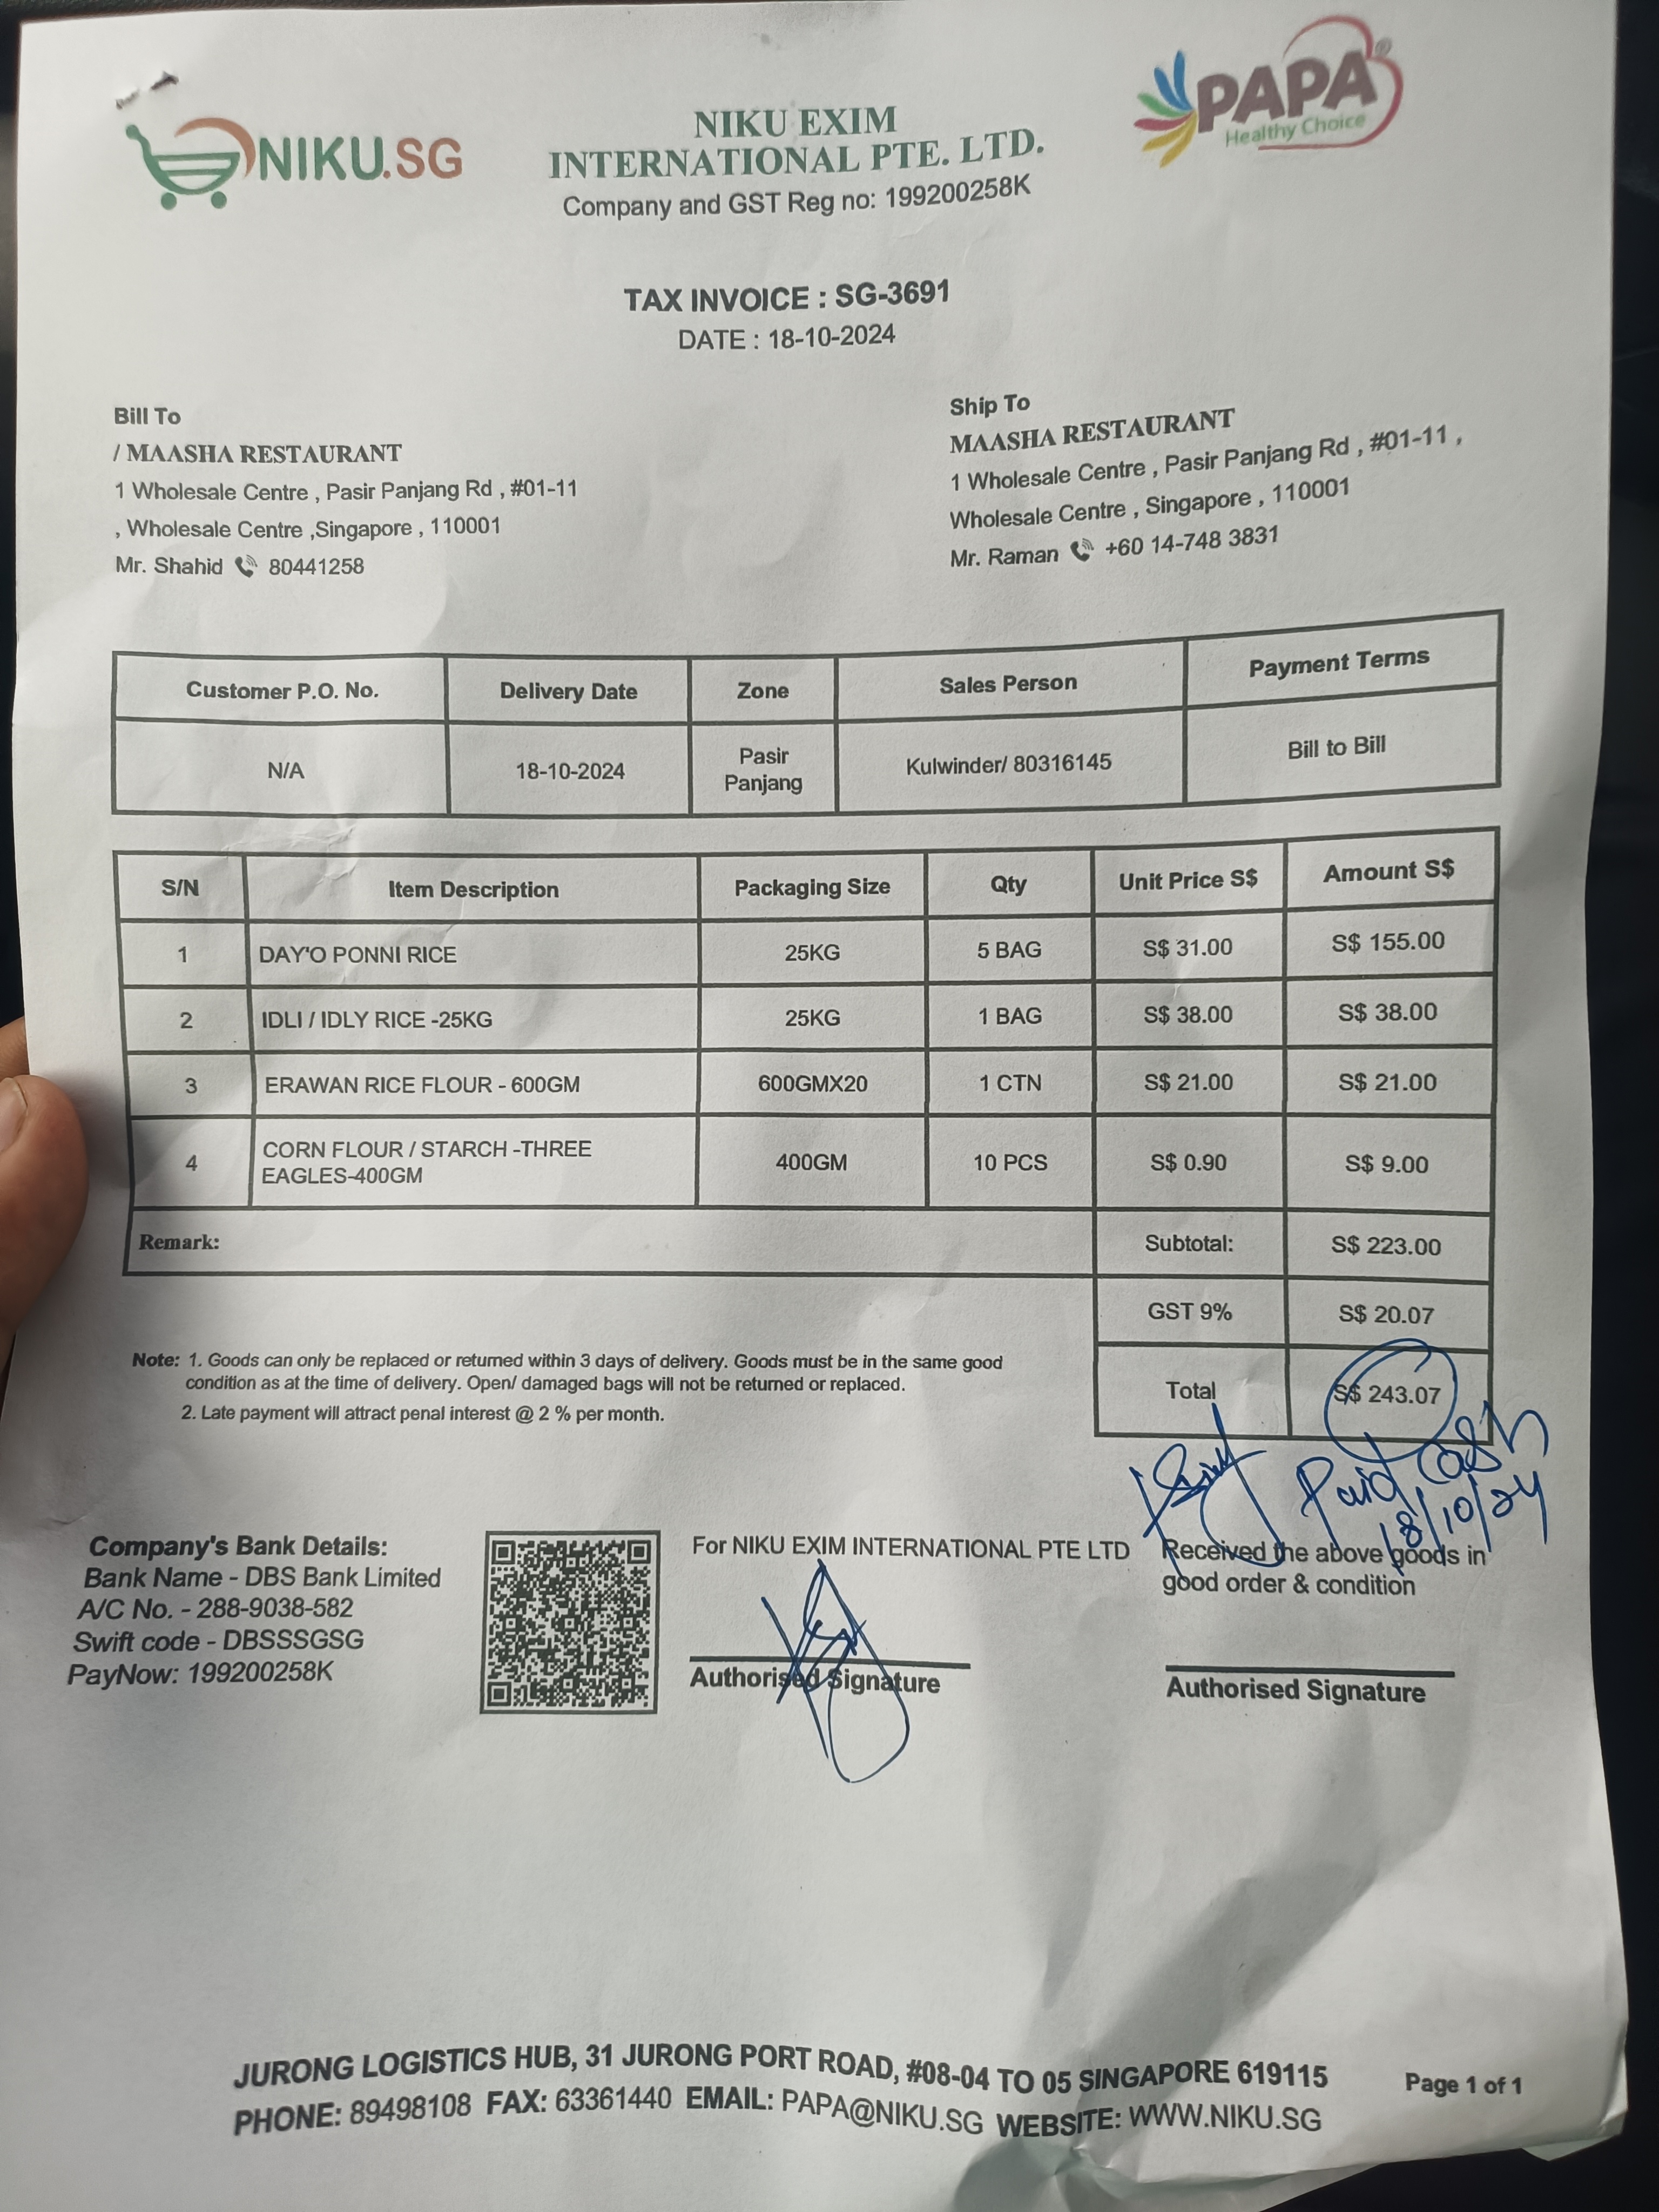 NIKU.SG
NIKU EXIM
INTERNATIONAL PTE. LTD.
Company and GST Reg no: 199200258K
PAPA®
Healthy Choice
TAX INVOICE : SG-3691
DATE : 18-10-2024
Bill To
/ MAASHA RESTAURANT
1 Wholesale Centre , Pasir Panjang Rd , #01-11
, Wholesale Centre ,Singapore , 110001
Mr. Shahid 80441258
Ship To
MAASHA RESTAURANT
1 Wholesale Centre , Pasir Panjang Rd , #01-11 ,
Wholesale Centre , Singapore , 110001
Mr. Raman +60 14-748 3831
Customer P.O. No. Delivery Date Zone Sales Person Payment Terms
N/A 18-10-2024 Pasir Panjang Kulwinder/ 80316145 Bill to Bill
S/N Item Description Packaging Size Qty Unit Price S$ Amount S$
1 DAY'O PONNI RICE 25KG 5 BAG S$ 31.00 S$ 155.00
2 IDLI / IDLY RICE -25KG 25KG 1 BAG S$ 38.00 S$ 38.00
3 ERAWAN RICE FLOUR - 600GM 600GMX20 1 CTN S$ 21.00 S$ 21.00
4 CORN FLOUR / STARCH -THREE EAGLES-400GM 400GM 10 PCS S$ 0.90 S$ 9.00
Remark: Subtotal: S$ 223.00
GST 9% S$ 20.07
Total S$ 243.07
Note: 1. Goods can only be replaced or returned within 3 days of delivery. Goods must be in the same good
condition as at the time of delivery. Open/ damaged bags will not be returned or replaced.
2. Late payment will attract penal interest @ 2 % per month.
Paid Cash
18/10/24
Company's Bank Details:
Bank Name - DBS Bank Limited
A/C No. - 288-9038-582
Swift code - DBSSSGSG
PayNow: 199200258K
For NIKU EXIM INTERNATIONAL PTE LTD
Authorised Signature
Received the above goods in
good order & condition
Authorised Signature
JURONG LOGISTICS HUB, 31 JURONG PORT ROAD, #08-04 TO 05 SINGAPORE 619115
PHONE: 89498108 FAX: 63361440 EMAIL: PAPA@NIKU.SG WEBSITE: WWW.NIKU.SG
Page 1 of 1